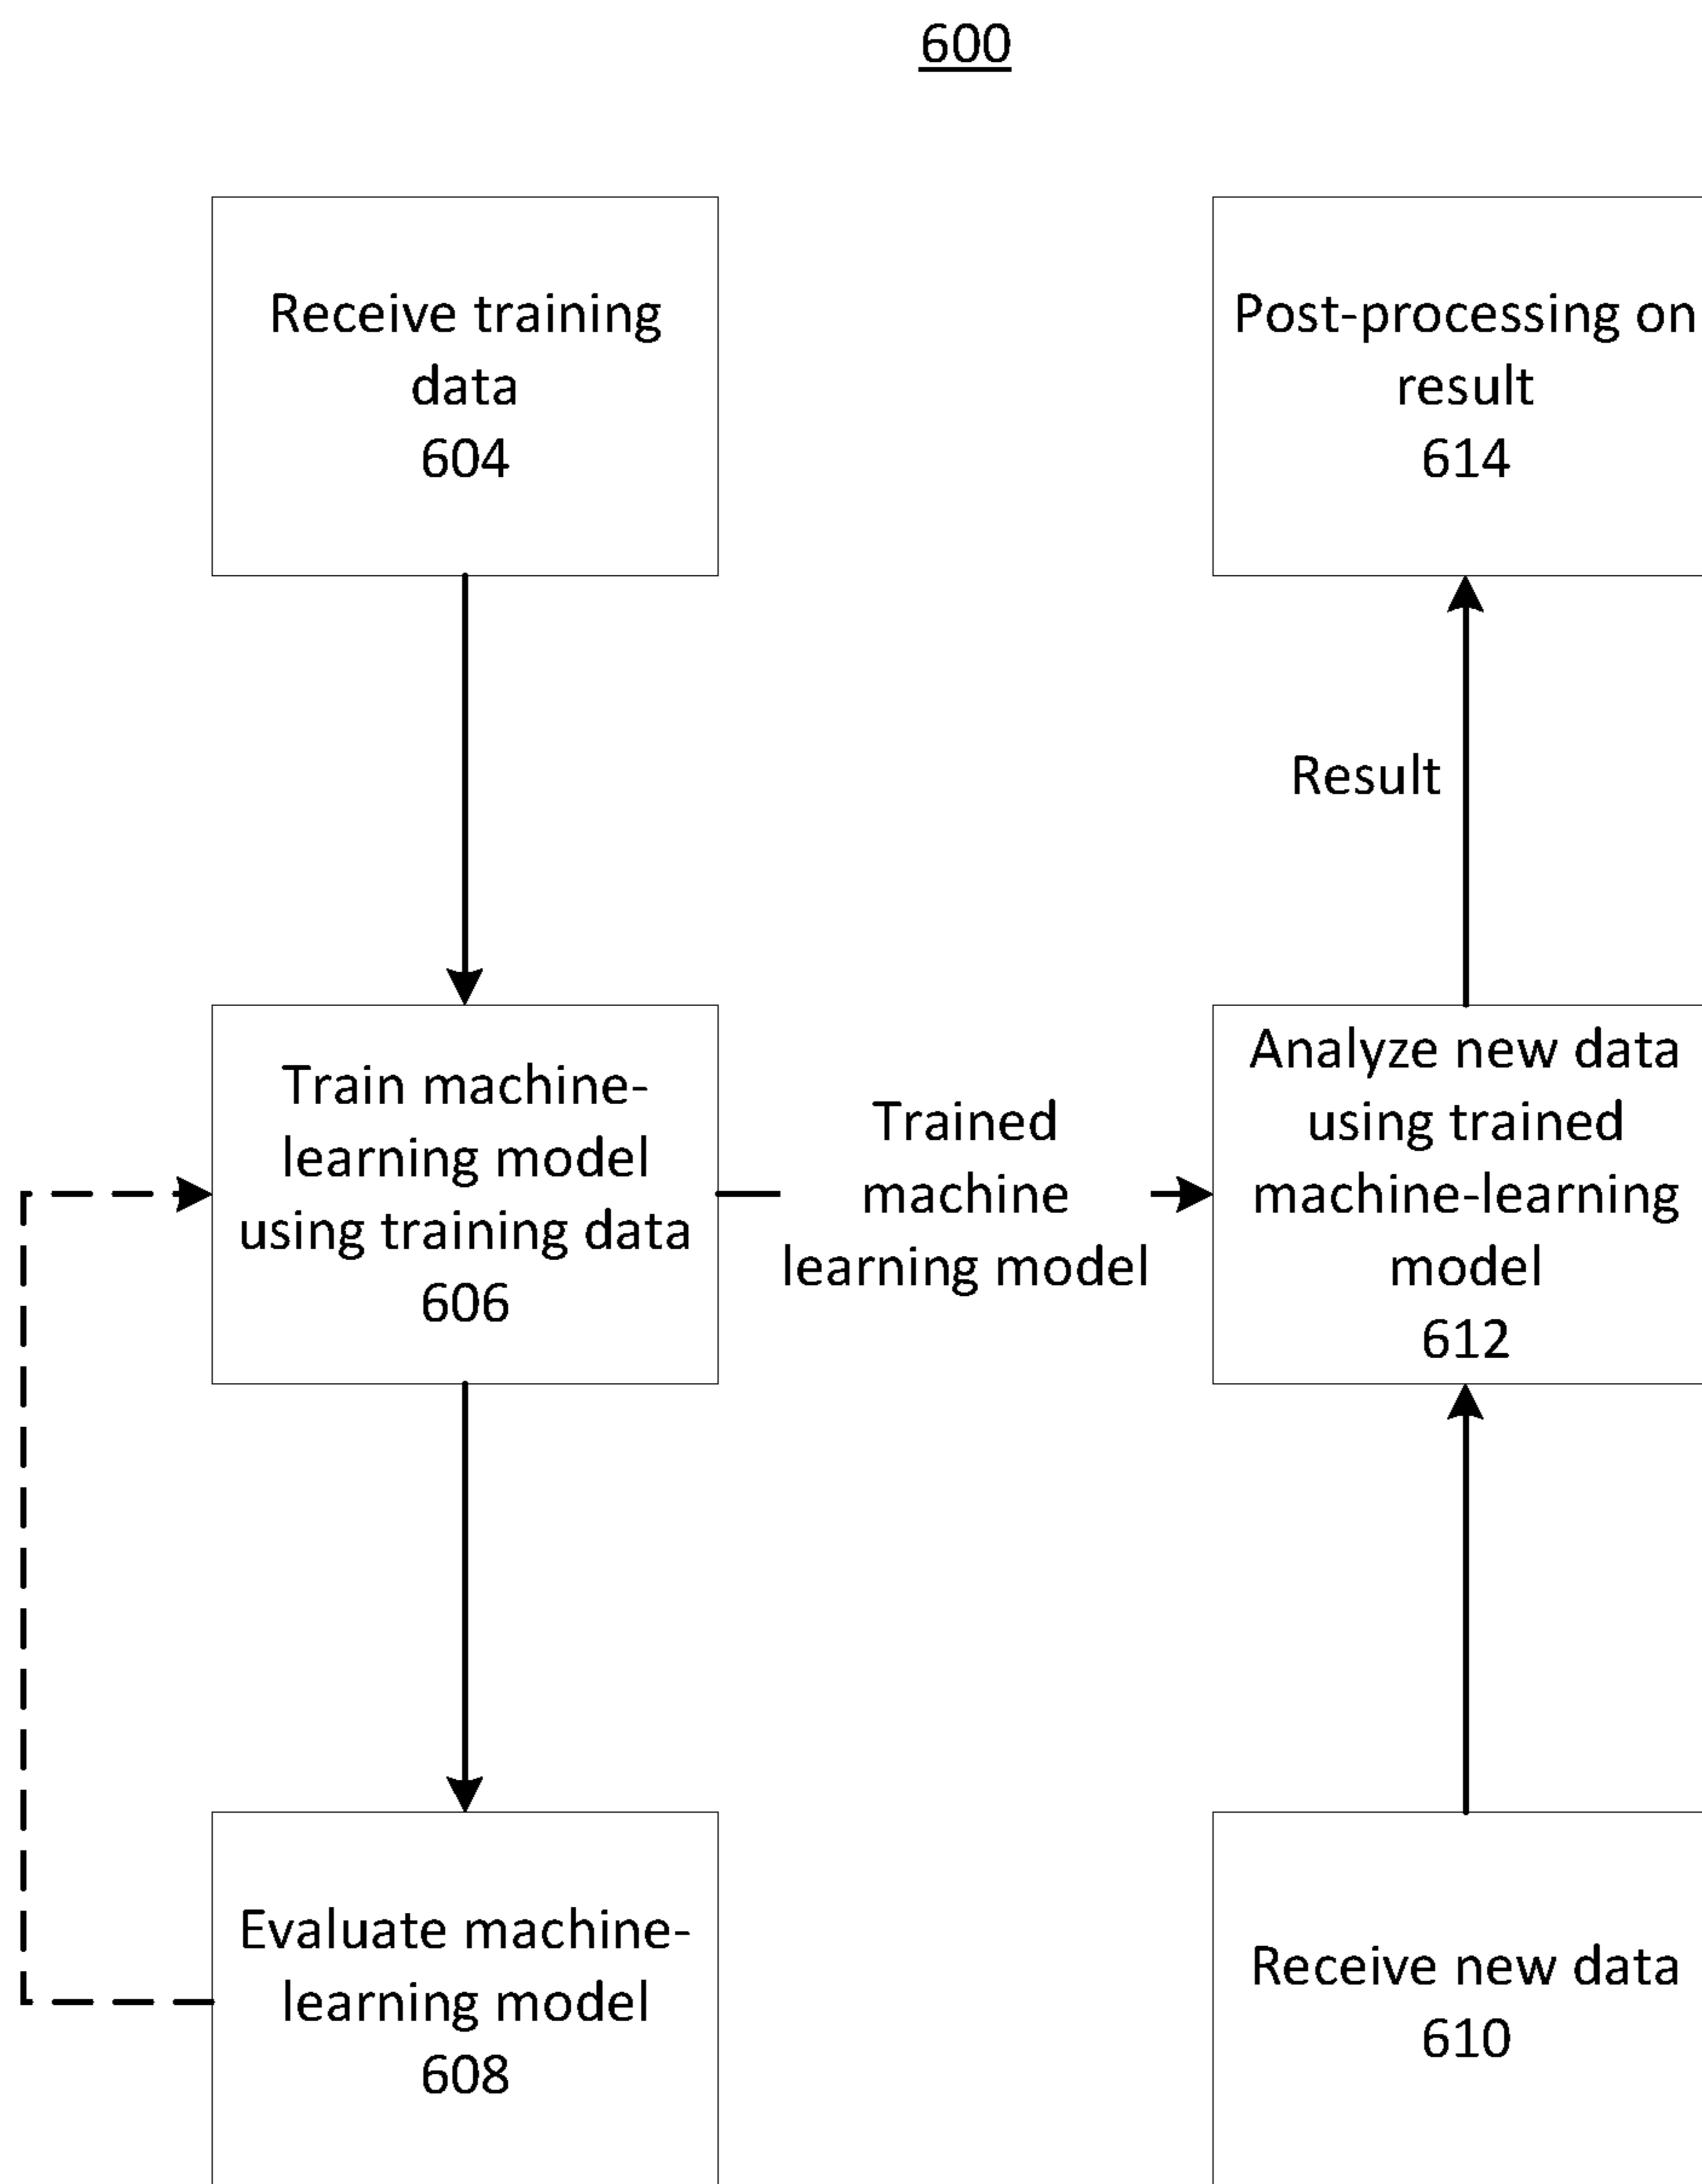 600
Receive training
data
604
Post-processing on
result
614
Result
Train machine-
learning model
using training data
606
Trained
machine
learning model
Analyze new data
using trained
machine-learning
model
612
Evaluate machine-
learning model
608
Receive new data
610